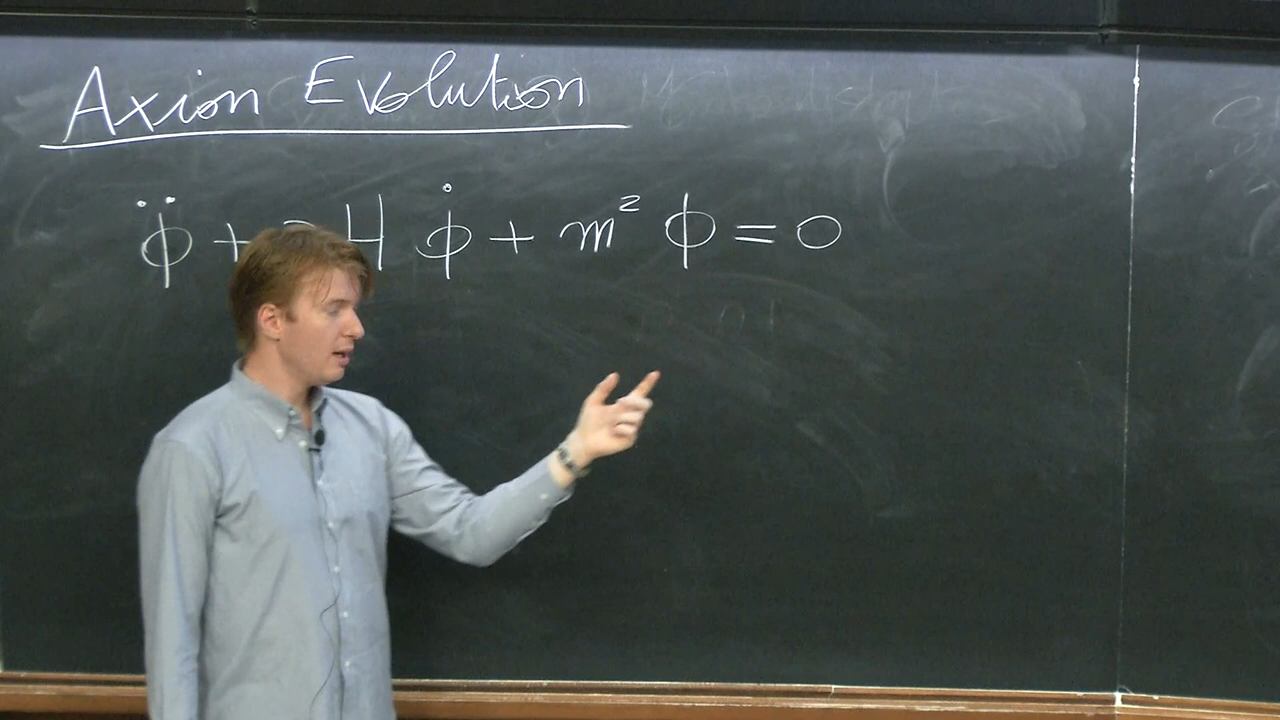 Axion Evolution
φ̈ + 3H φ̇ + m² φ = 0